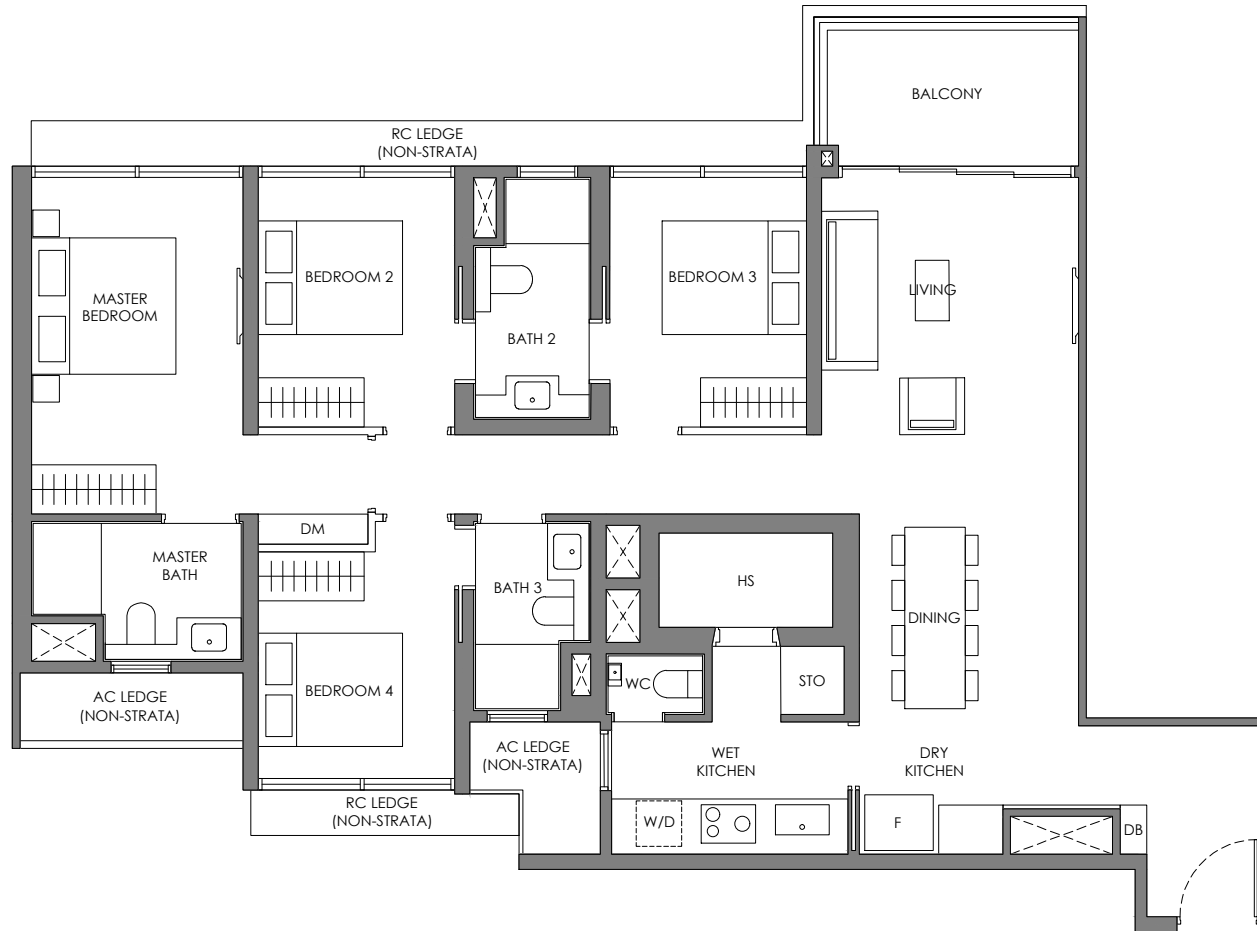 BALCONY
RC LEDGE
(NON-STRATA)
MASTER
BEDROOM
BEDROOM 2
BATH 2
BEDROOM 3
LIVING
DM
MASTER
BATH
BATH 3
HS
DINING
WC
STO
BEDROOM 4
AC LEDGE
(NON-STRATA)
AC LEDGE
(NON-STRATA)
WET
KITCHEN
DRY
KITCHEN
RC LEDGE
(NON-STRATA)
W/D
F
DB